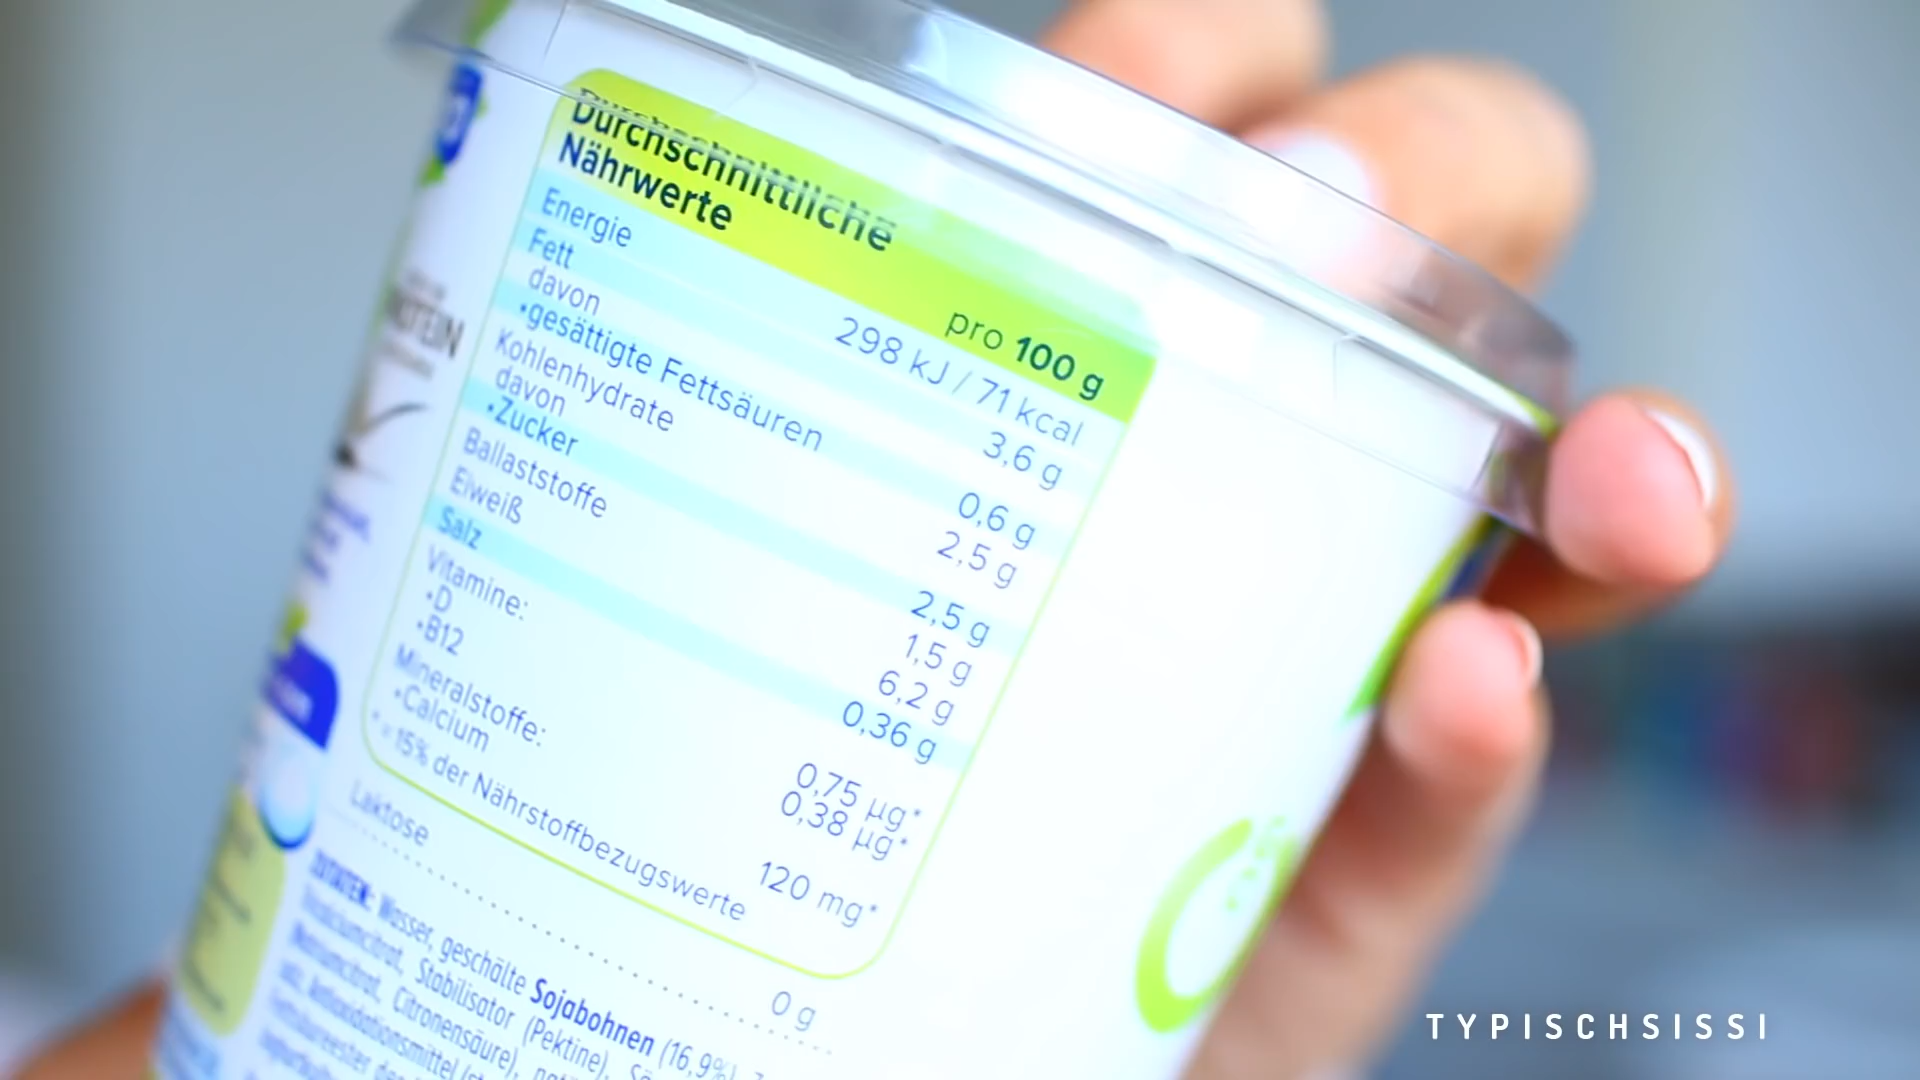 Durchschnittliche
Nährwerte
pro 100 g
Energie 298 kJ / 71 kcal
Fett 3,6 g
davon
•gesättigte Fettsäuren 0,6 g
Kohlenhydrate 2,5 g
davon
•Zucker 2,5 g
Ballaststoffe 1,5 g
Eiweiß 6,2 g
Salz 0,36 g
Vitamine:
•D 0,75 µg*
•B12 0,38 µg*
Mineralstoffe:
•Calcium 120 mg*
* = 15% der Nährstoffbezugswerte
Laktose 0 g
ZUTATEN: Wasser, geschälte Sojabohnen (16,9%)
Stabilisator (Pektine),
Citronensäure),
Antioxidationsmittel
TYPISCHSISSI